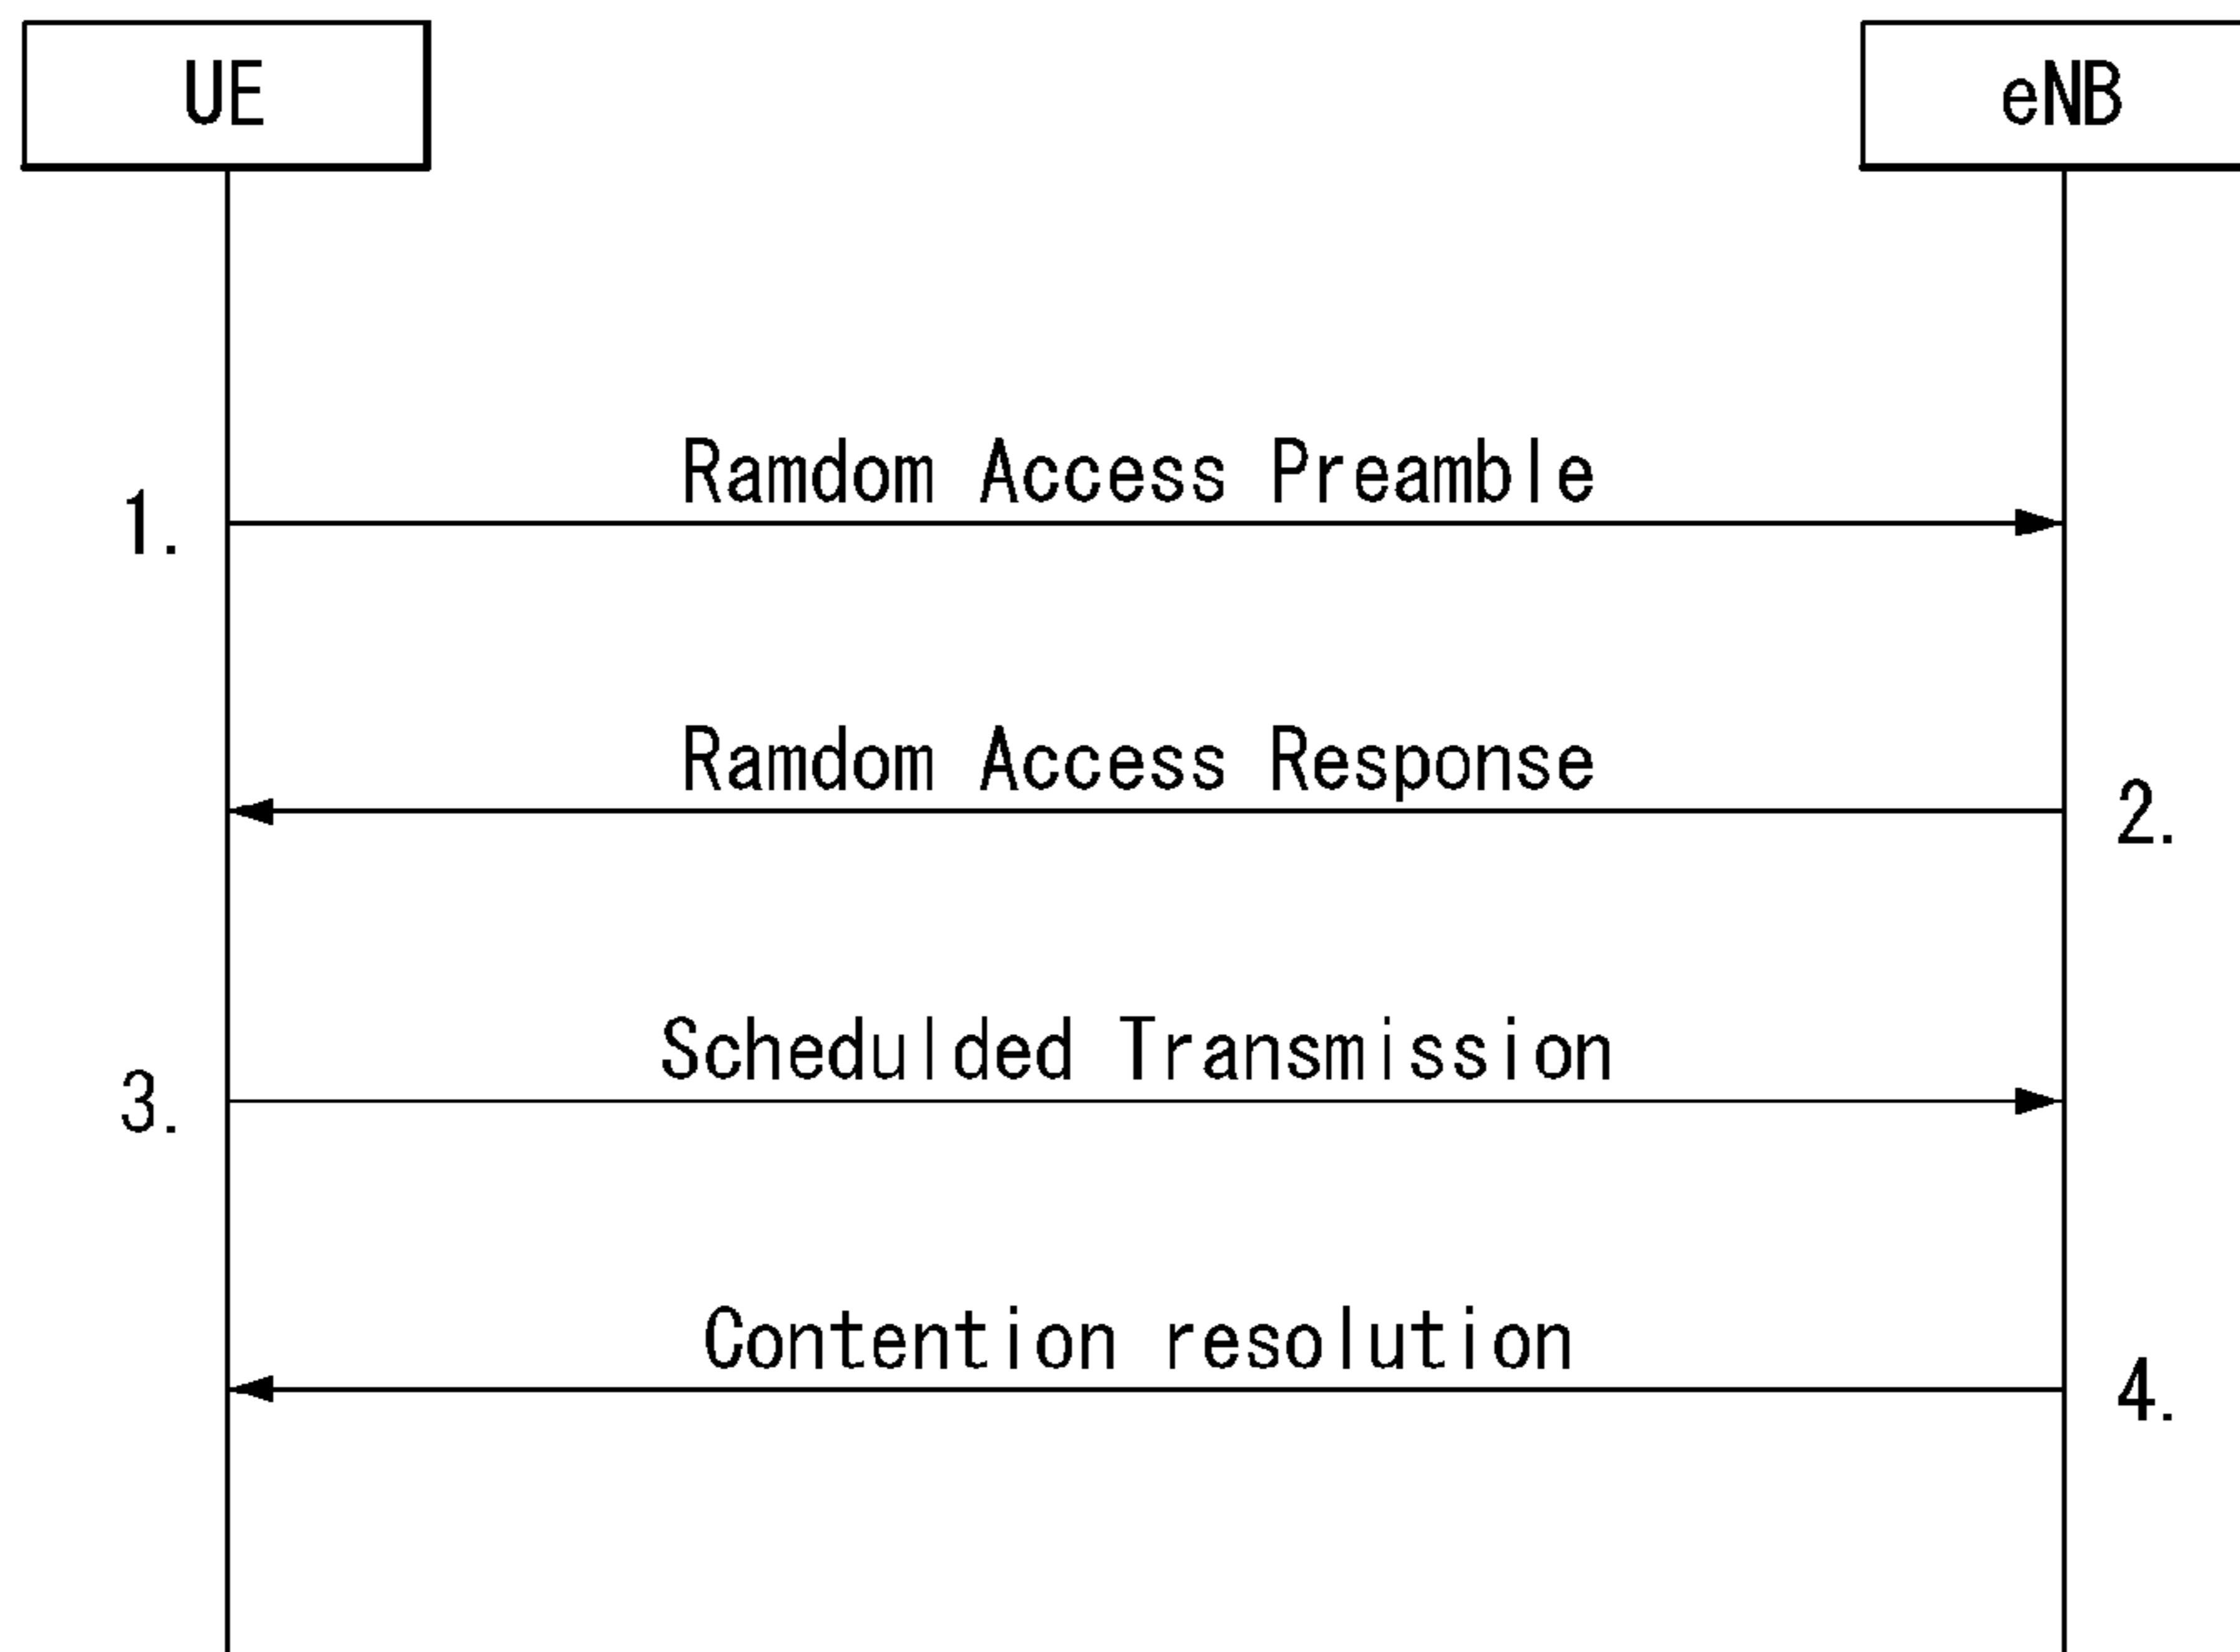 UE
eNB
Ramdom Access Preamble
1.
Ramdom Access Response
2.
Schedulded Transmission
3.
Contention resolution
4.